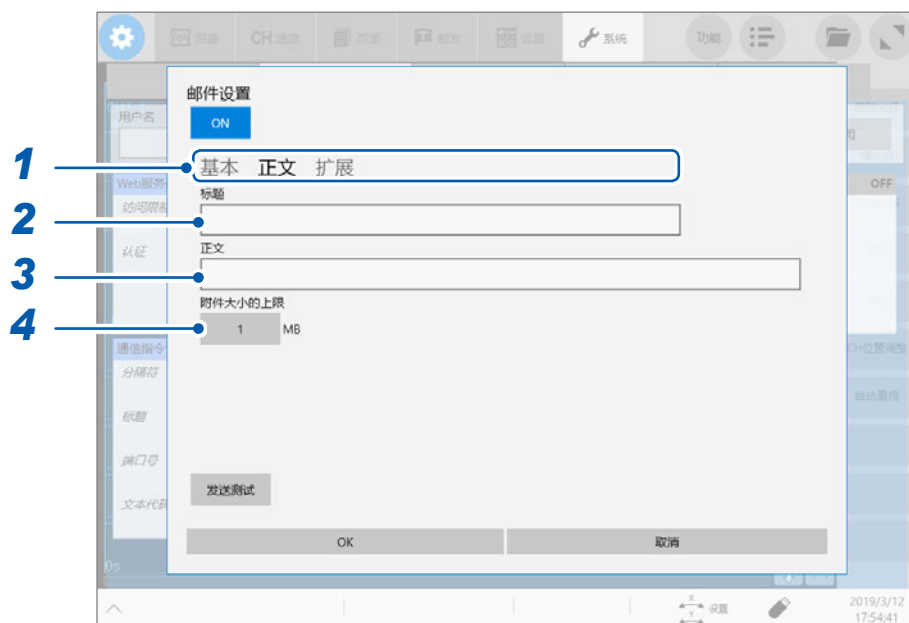 CH 通道
系统
功能
邮件设置
用户名
ON
1
基本 正文 扩展
标题
Web服务
OFF
访问限制
2
认证
正文
3
附件大小的上限
4
1 MB
通信指令
CH位置调整
分隔符
自动量程
标题
端口号
发送测试
文本代码
OK 取消
0s
X
Y
设置
2019/3/12
17:54:41